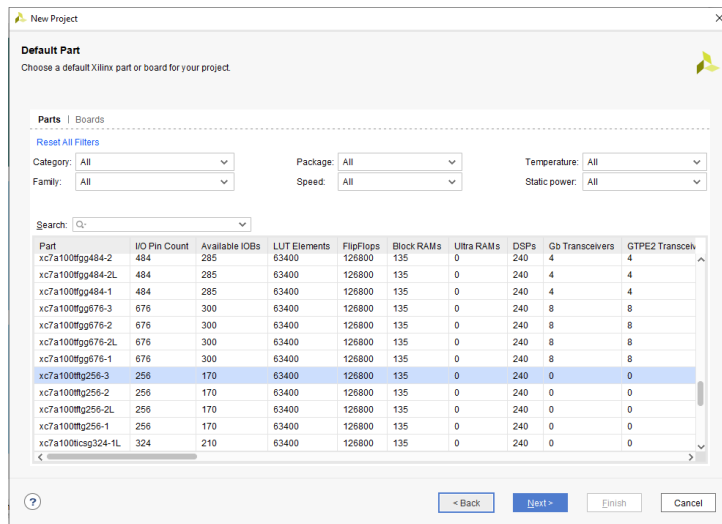 New Project
Default Part
Choose a default Xilinx part or board for your project.
Parts | Boards
Reset All Filters
Category: All Package: All Temperature: All
Family: All Speed: All Static power: All
Search: Q-
Part I/O Pin Count Available IOBs LUT Elements FlipFlops Block RAMs Ultra RAMs DSPs Gb Transceivers GTPE2 Transceiv
xc7a100tfgg484-2 484 285 63400 126800 135 0 240 4 4
xc7a100tfgg484-2L 484 285 63400 126800 135 0 240 4 4
xc7a100tfgg484-1 484 285 63400 126800 135 0 240 4 4
xc7a100tfgg676-3 676 300 63400 126800 135 0 240 8 8
xc7a100tfgg676-2 676 300 63400 126800 135 0 240 8 8
xc7a100tfgg676-2L 676 300 63400 126800 135 0 240 8 8
xc7a100tfgg676-1 676 300 63400 126800 135 0 240 8 8
xc7a100tftg256-3 256 170 63400 126800 135 0 240 0 0
xc7a100tftg256-2 256 170 63400 126800 135 0 240 0 0
xc7a100tftg256-2L 256 170 63400 126800 135 0 240 0 0
xc7a100tftg256-1 256 170 63400 126800 135 0 240 0 0
xc7a100ticsg324-1L 324 210 63400 126800 135 0 240 0 0
? < Back Next > Finish Cancel